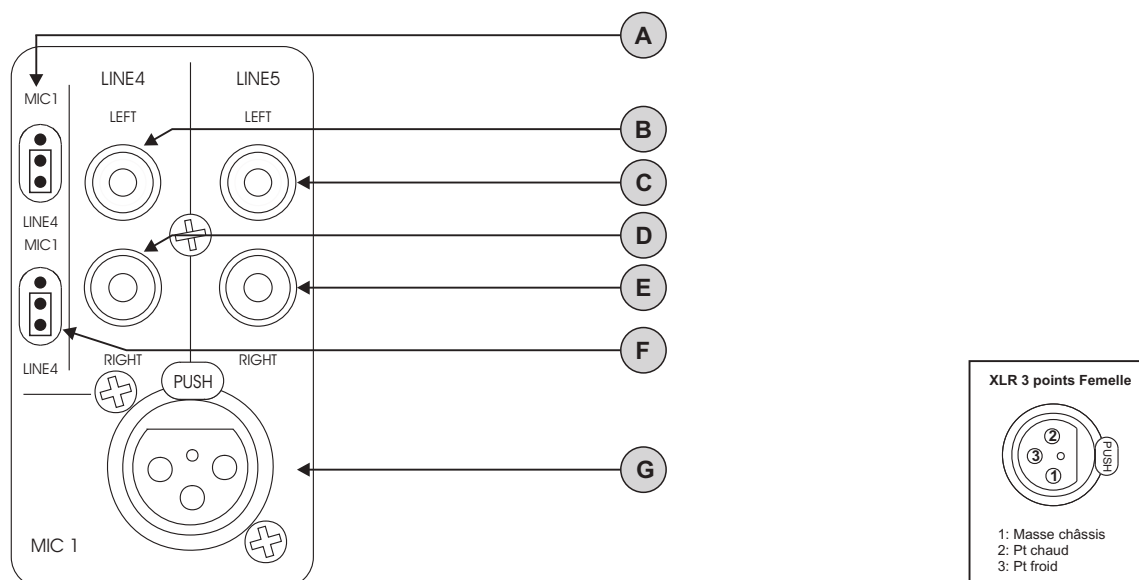 A
LINE4 LINE5
MIC1
LEFT LEFT
B
C
LINE4
MIC1
D
E
F
LINE4
RIGHT RIGHT
PUSH
G
MIC 1
XLR 3 points Femelle
2
3
1
PUSH
1: Masse châssis
2: Pt chaud
3: Pt froid